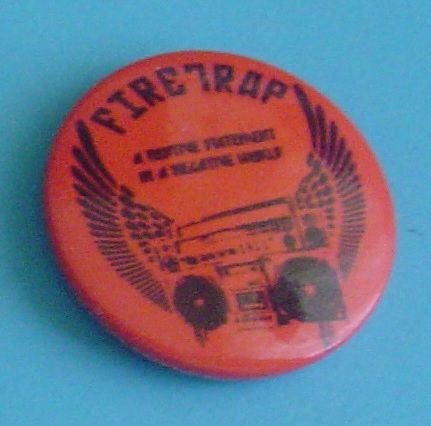 FIRETRAP
A POSITIVE STATEMENT
IN A NEGATIVE WORLD